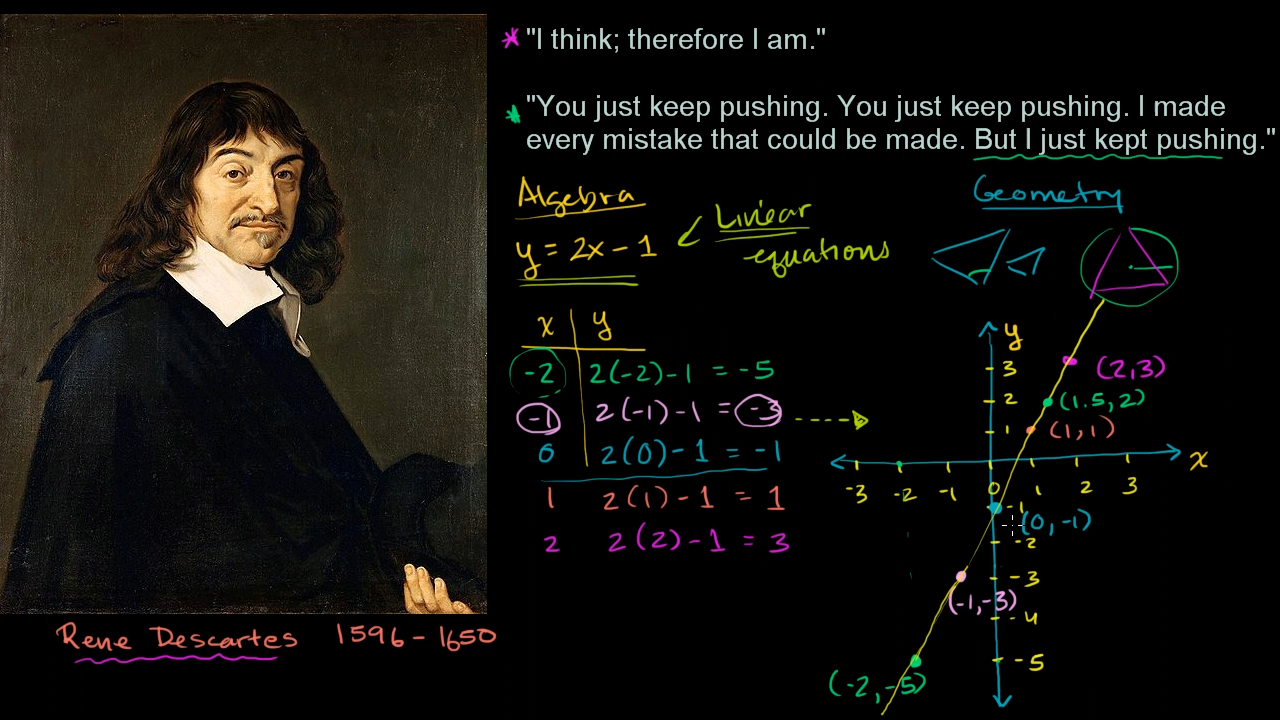 * "I think; therefore I am."
* "You just keep pushing. You just keep pushing. I made
every mistake that could be made. But I just kept pushing."
Algebra
y = 2x - 1
Linear
equations
x y
-2 2(-2)-1 = -5
-1 2(-1)-1 = -3
0 2(0)-1 = -1
1 2(1)-1 = 1
2 2(2)-1 = 3
Geometry
y
3
(2,3)
2
(1.5,2)
1
(1,1)
x
-3 -2 -1 0 1 2 3
-1
(0,-1)
-2
-3
(-1,-3)
-4
-5
(-2,-5)
Rene Descartes 1596-1650